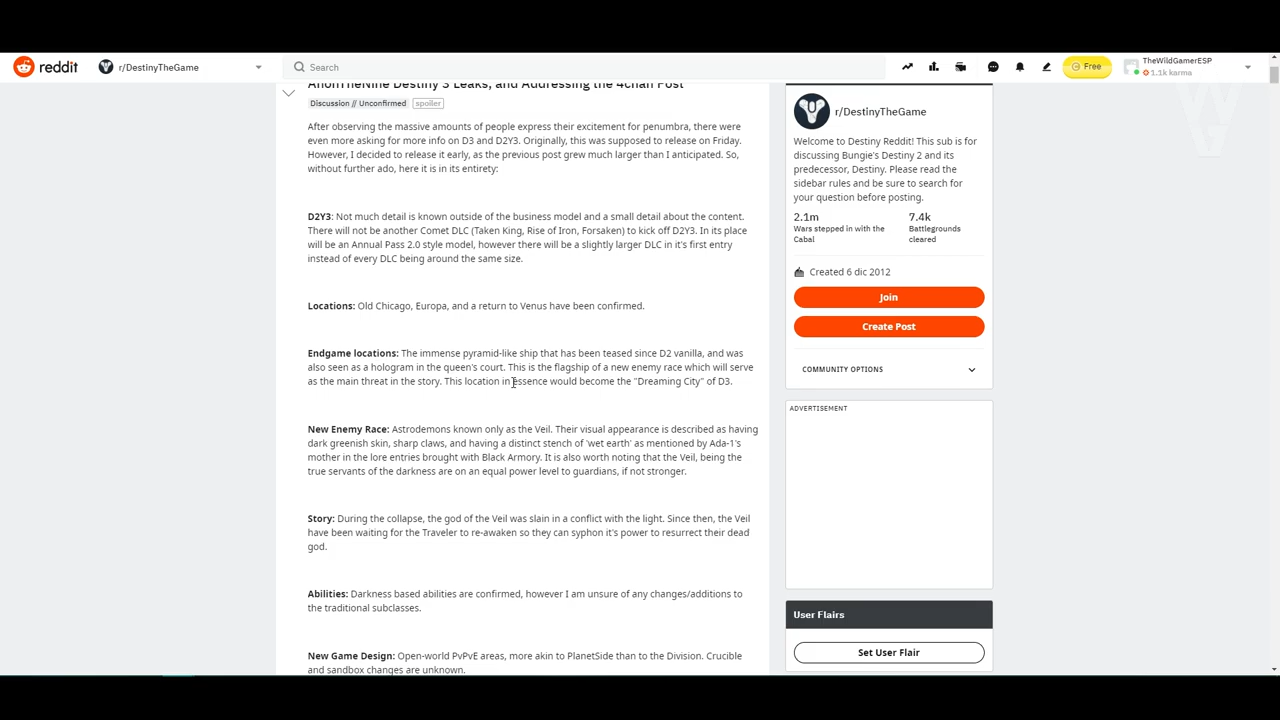 reddit
r/DestinyTheGame
Search
Free
TheWildGamerESP
1.1k karma
AnonTheNine Destiny 3 Leaks, and Addressing the 4chan Post
Discussion // Unconfirmed
spoiler
After observing the massive amounts of people express their excitement for penumbra, there were
even more asking for more info on D3 and D2Y3. Originally, this was supposed to release on Friday.
However, I decided to release it early, as the previous post grew much larger than I anticipated. So,
without further ado, here it is in its entirety:
D2Y3: Not much detail is known outside of the business model and a small detail about the content.
There will not be another Comet DLC (Taken King, Rise of Iron, Forsaken) to kick off D2Y3. In its place
will be an Annual Pass 2.0 style model, however there will be a slightly larger DLC in it's first entry
instead of every DLC being around the same size.
Locations: Old Chicago, Europa, and a return to Venus have been confirmed.
Endgame locations: The immense pyramid-like ship that has been teased since D2 vanilla, and was
also seen as a hologram in the queen's court. This is the flagship of a new enemy race which will serve
as the main threat in the story. This location in essence would become the "Dreaming City" of D3.
New Enemy Race: Astrodemons known only as the Veil. Their visual appearance is described as having
dark greenish skin, sharp claws, and having a distinct stench of 'wet earth' as mentioned by Ada-1's
mother in the lore entries brought with Black Armory. It is also worth noting that the Veil, being the
true servants of the darkness are on an equal power level to guardians, if not stronger.
Story: During the collapse, the god of the Veil was slain in a conflict with the light. Since then, the Veil
have been waiting for the Traveler to re-awaken so they can syphon it's power to resurrect their dead
god.
Abilities: Darkness based abilities are confirmed, however I am unsure of any changes/additions to
the traditional subclasses.
New Game Design: Open-world PvPvE areas, more akin to PlanetSide than to the Division. Crucible
and sandbox changes are unknown.
r/DestinyTheGame
Welcome to Destiny Reddit! This sub is for
discussing Bungie's Destiny 2 and its
predecessor, Destiny. Please read the
sidebar rules and be sure to search for
your question before posting.
2.1m
Wars stepped in with the
Cabal
7.4k
Battlegrounds
cleared
Created 6 dic 2012
Join
Create Post
COMMUNITY OPTIONS
ADVERTISEMENT
User Flairs
Set User Flair